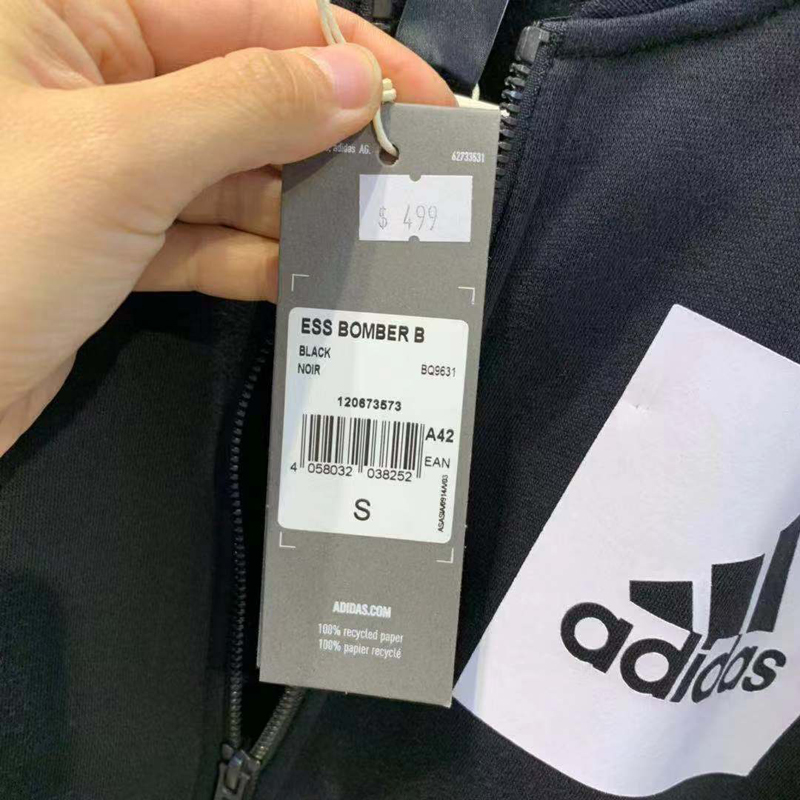 adidas AG.
62733531
$ 499
ESS BOMBER B
BLACK
NOIR
BQ9631
120673573
A42
EAN
4 058032 038252
S
ADIDAS.COM
100% recycled paper
100% papier recyclé
adidas